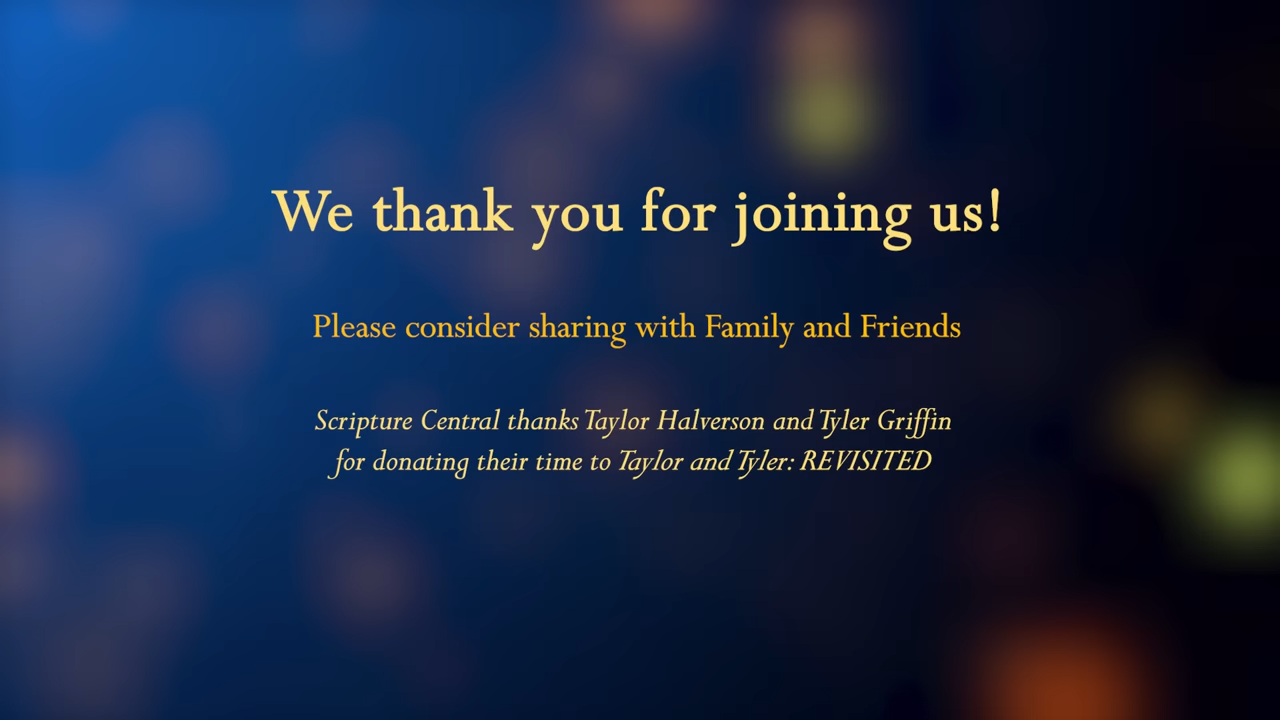 We thank you for joining us!
Please consider sharing with Family and Friends
Scripture Central thanks Taylor Halverson and Tyler Griffin
for donating their time to Taylor and Tyler: REVISITED